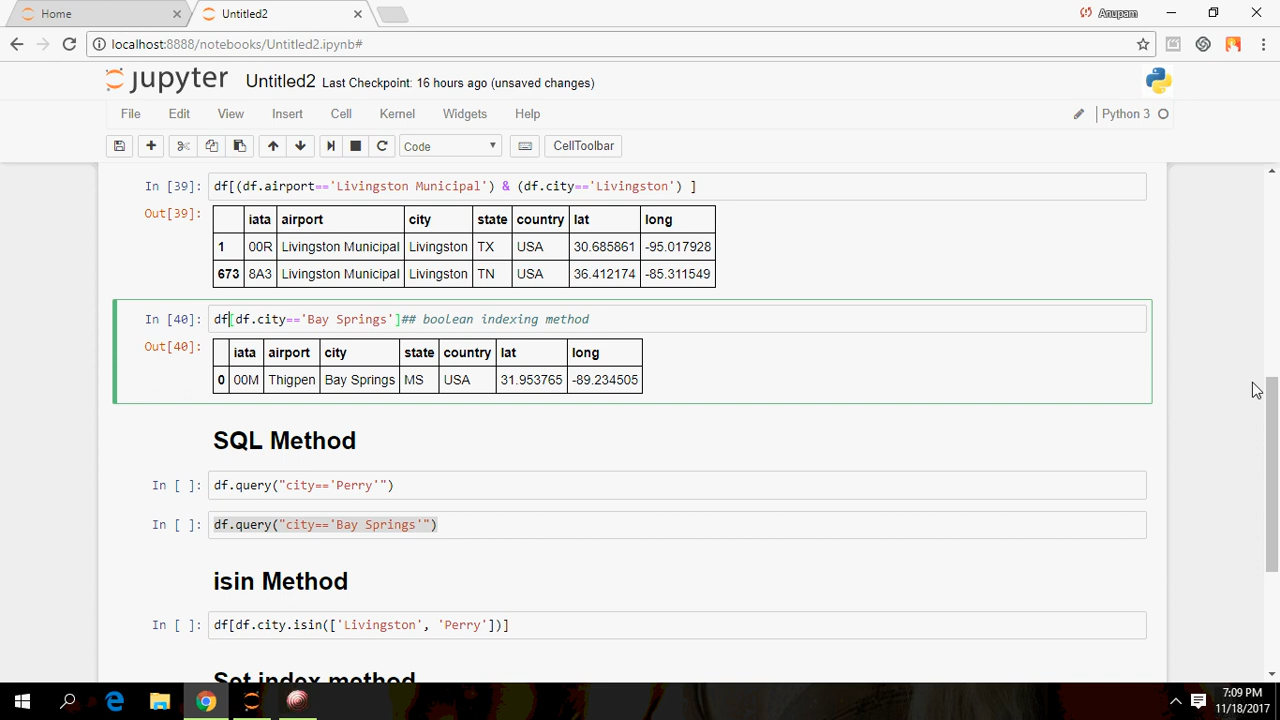 Home
Untitled2
Anupam
localhost:8888/notebooks/Untitled2.ipynb#
jupyter Untitled2 Last Checkpoint: 16 hours ago (unsaved changes)
File Edit View Insert Cell Kernel Widgets Help Python 3
Code CellToolbar
In [39]: df[(df.airport=='Livingston Municipal') & (df.city=='Livingston') ]
Out[39]:
iata airport city state country lat long
1 00R Livingston Municipal Livingston TX USA 30.685861 -95.017928
673 8A3 Livingston Municipal Livingston TN USA 36.412174 -85.311549
In [40]: df[df.city=='Bay Springs']## boolean indexing method
Out[40]:
iata airport city state country lat long
0 00M Thigpen Bay Springs MS USA 31.953765 -89.234505
SQL Method
In [ ]: df.query("city=='Perry'")
In [ ]: df.query("city=='Bay Springs'")
isin Method
In [ ]: df[df.city.isin(['Livingston', 'Perry'])]
Set index method
7:09 PM
11/18/2017